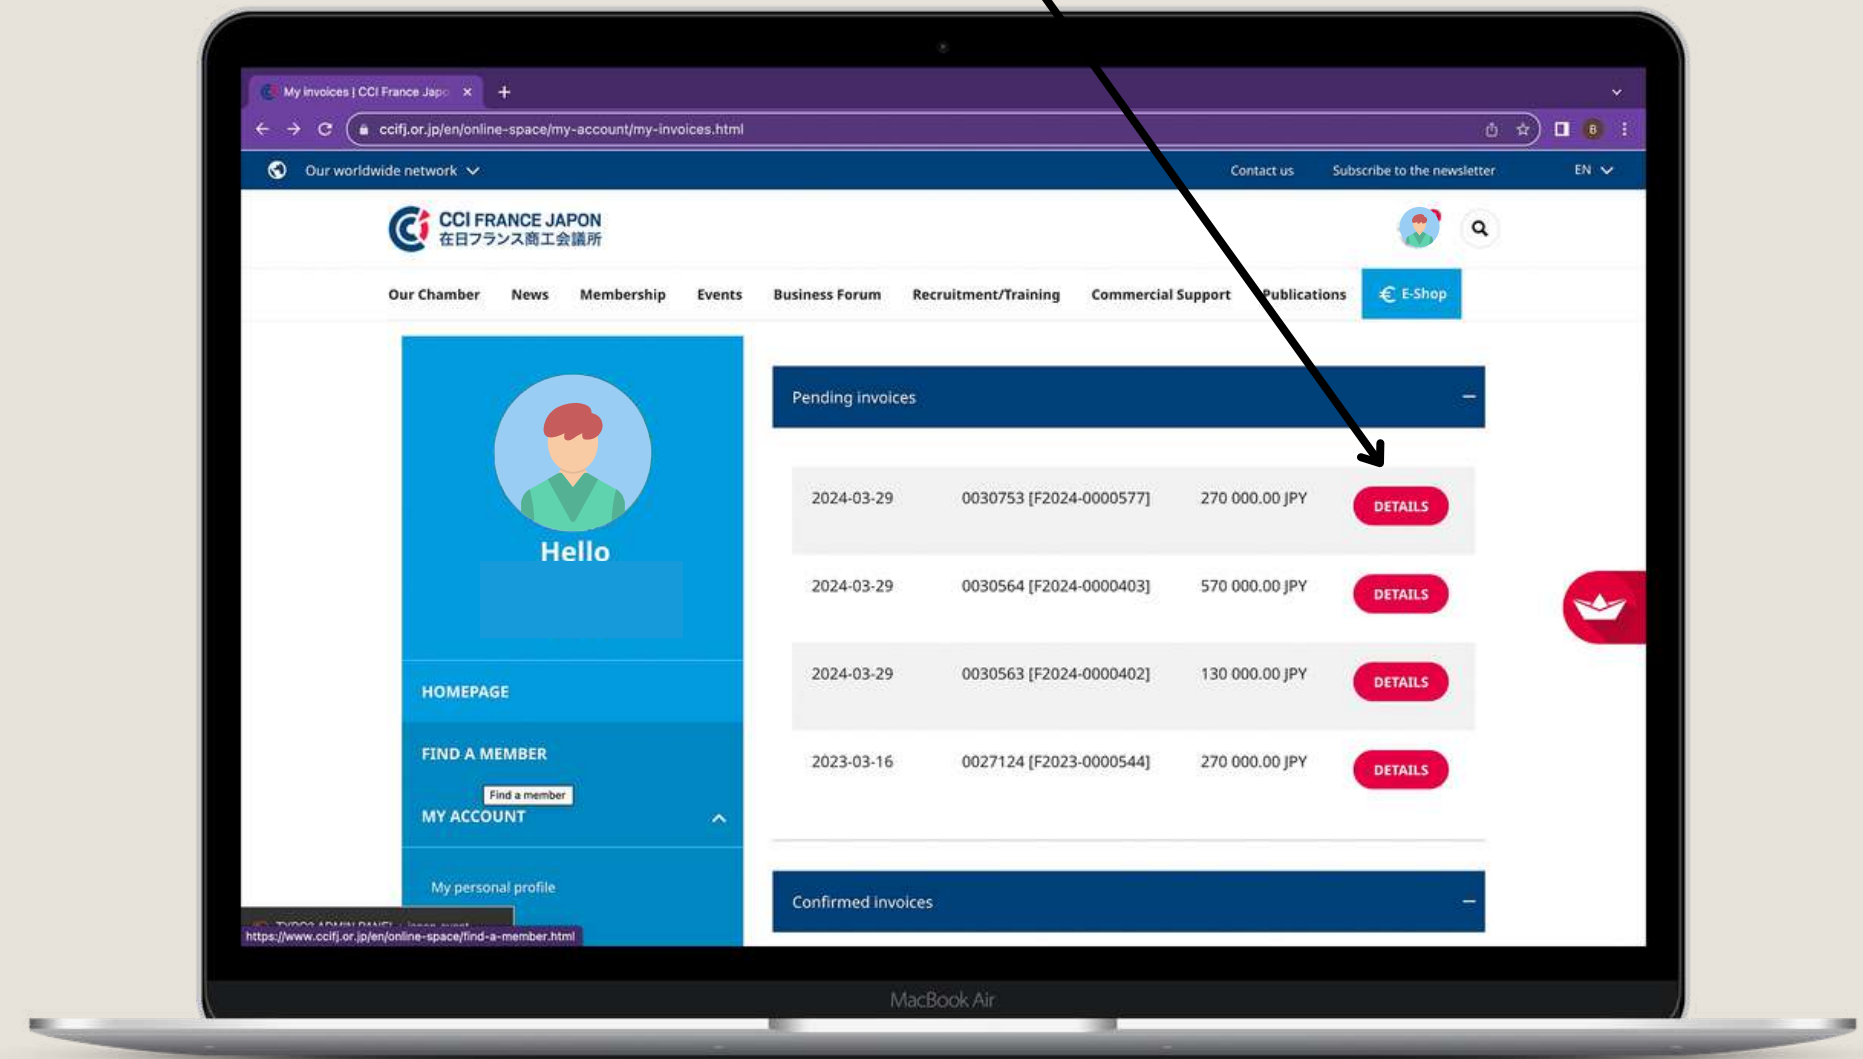 My invoices | CCI France Japo
ccifj.or.jp/en/online-space/my-account/my-invoices.html
B
Our worldwide network
Contact us
Subscribe to the newsletter
EN
CCI FRANCE JAPON
在日フランス商工会議所
Our Chamber
News
Membership
Events
Business Forum
Recruitment/Training
Commercial Support
Publications
€ E-Shop
Hello
HOMEPAGE
FIND A MEMBER
Find a member
MY ACCOUNT
My personal profile
Pending invoices
2024-03-29 0030753 [F2024-0000577] 270 000.00 JPY DETAILS
2024-03-29 0030564 [F2024-0000403] 570 000.00 JPY DETAILS
2024-03-29 0030563 [F2024-0000402] 130 000.00 JPY DETAILS
2023-03-16 0027124 [F2023-0000544] 270 000.00 JPY DETAILS
Confirmed invoices
TYPO3 ADMIN PANEL
https://www.ccifj.or.jp/en/online-space/find-a-member.html
MacBook Air